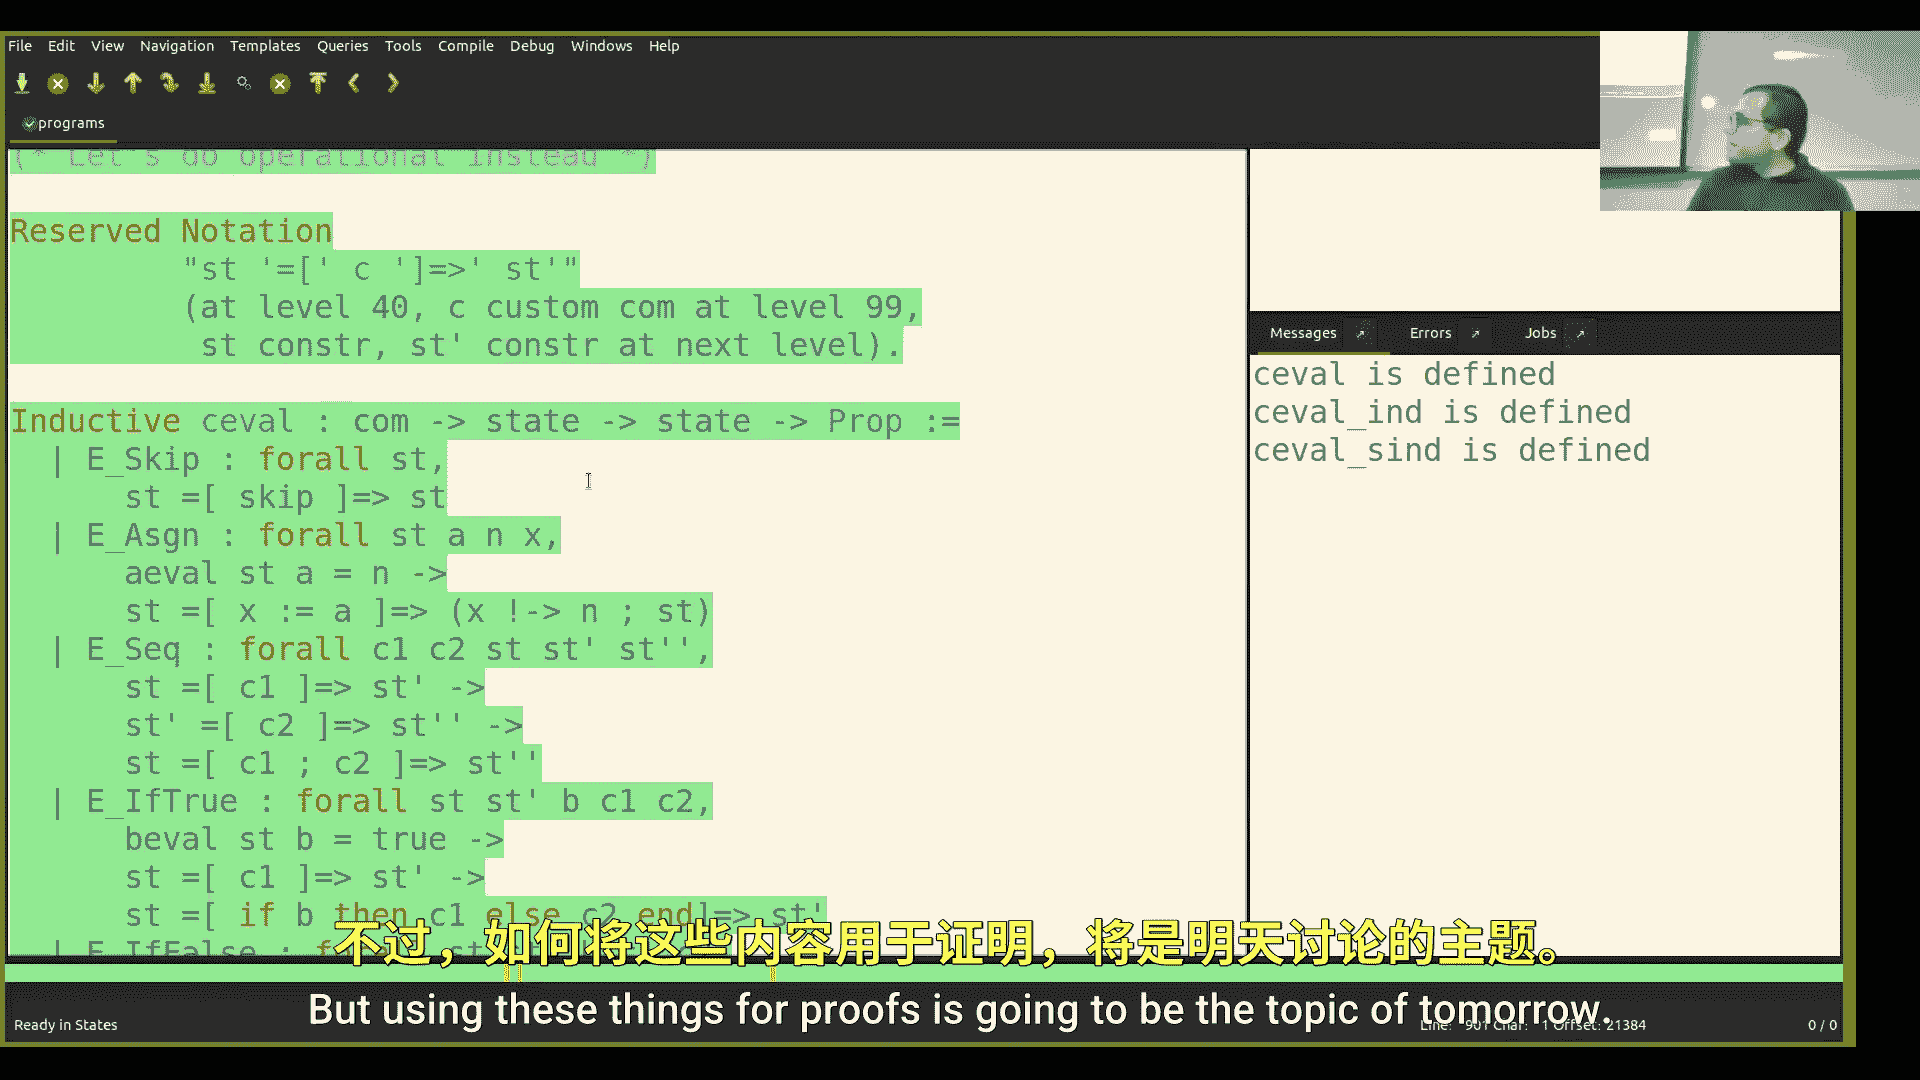 File Edit View Navigation Templates Queries Tools Compile Debug Windows Help
programs
(* Let's do operational instead *)
Reserved Notation
"st '=[' c ']=>' st'"
(at level 40, c custom com at level 99,
st constr, st' constr at next level).
Inductive ceval : com -> state -> state -> Prop :=
| E_Skip : forall st,
st =[ skip ]=> st
| E_Asgn : forall st a n x,
aeval st a = n ->
st =[ x := a ]=> (x !-> n ; st)
| E_Seq : forall c1 c2 st st' st'',
st =[ c1 ]=> st' ->
st' =[ c2 ]=> st'' ->
st =[ c1 ; c2 ]=> st''
| E_IfTrue : forall st st' b c1 c2,
beval st b = true ->
st =[ c1 ]=> st' ->
st =[ if b then c1 else c2 end]=> st'
| E_IfFalse :
Messages Errors Jobs
ceval is defined
ceval_ind is defined
ceval_sind is defined
不过，如何将这些内容用于证明，将是明天讨论的主题。
But using these things for proofs is going to be the topic of tomorrow.
Ready in States
Line: 901 Char: 1 Offset: 21384
0 / 0